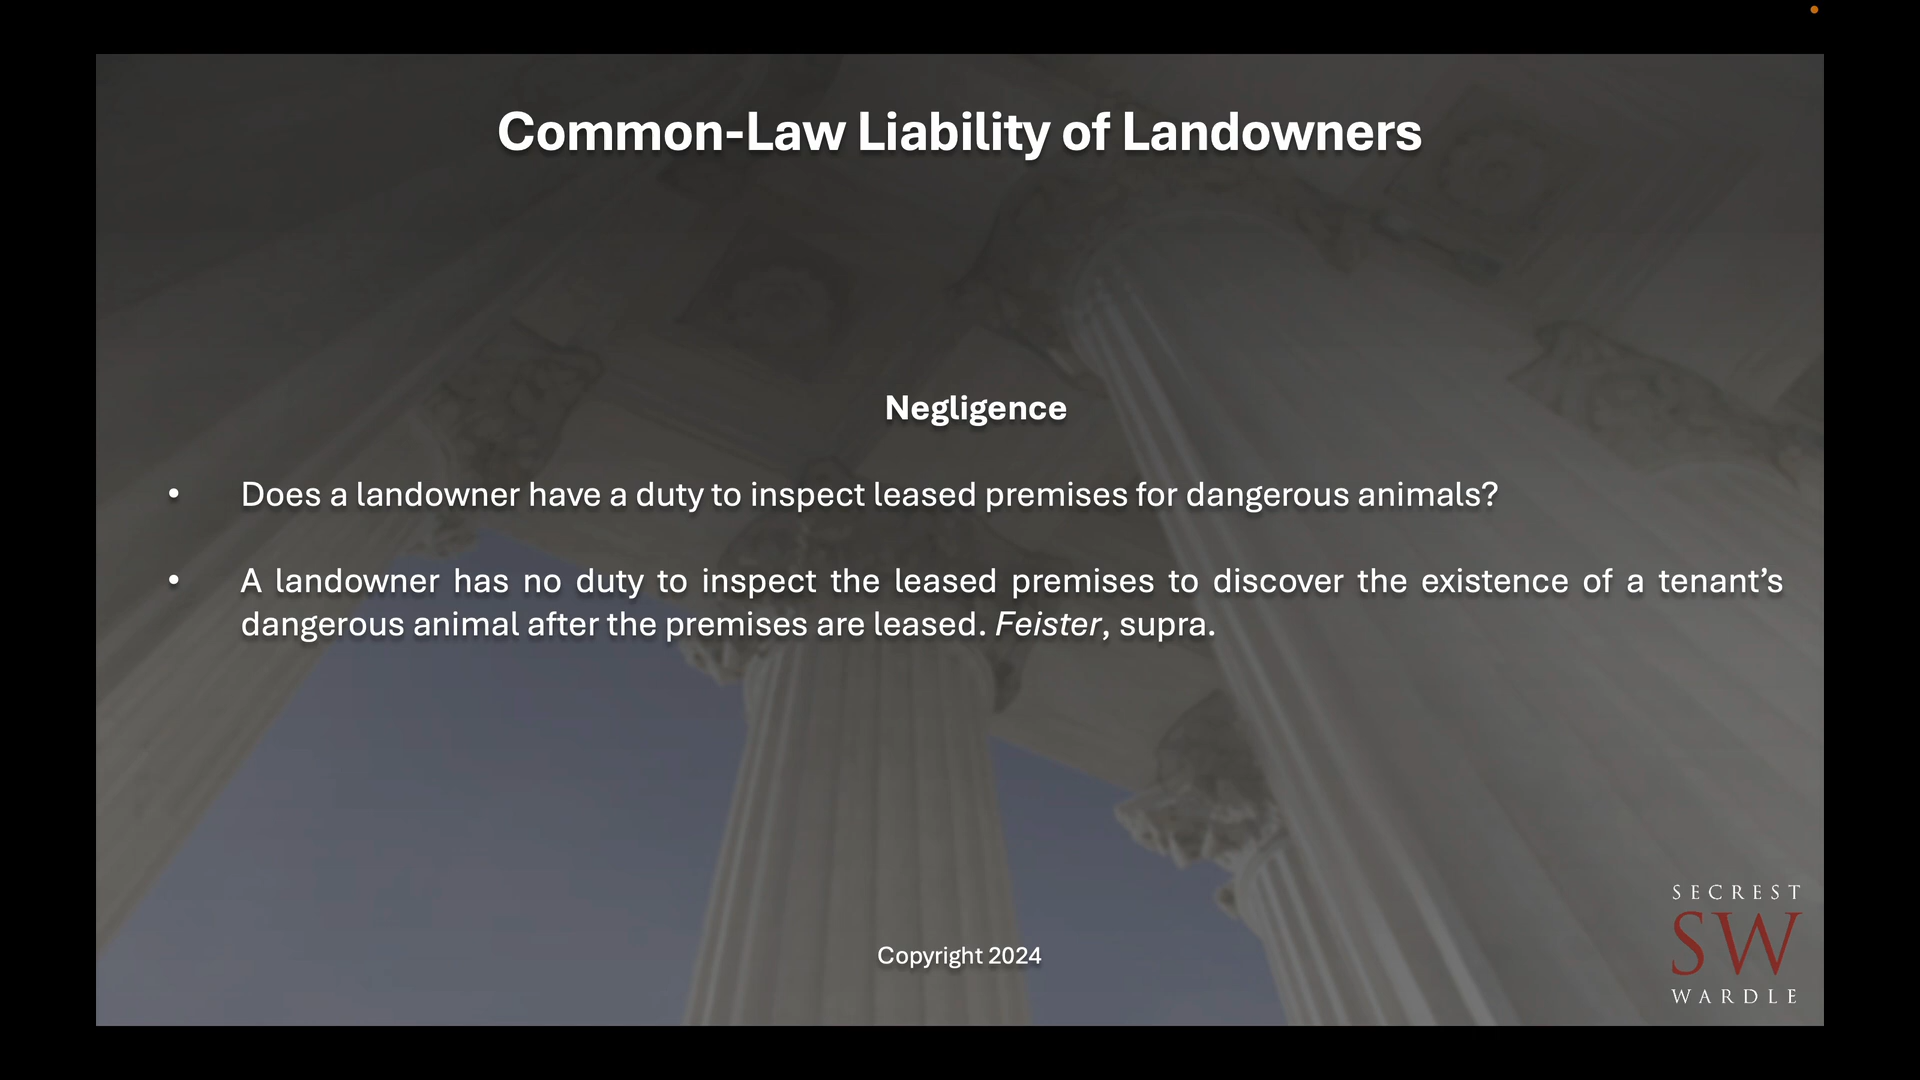 Common-Law Liability of Landowners
Negligence
• Does a landowner have a duty to inspect leased premises for dangerous animals?
• A landowner has no duty to inspect the leased premises to discover the existence of a tenant’s
dangerous animal after the premises are leased. Feister, supra.
Copyright 2024
SECREST
SW
WARDLE